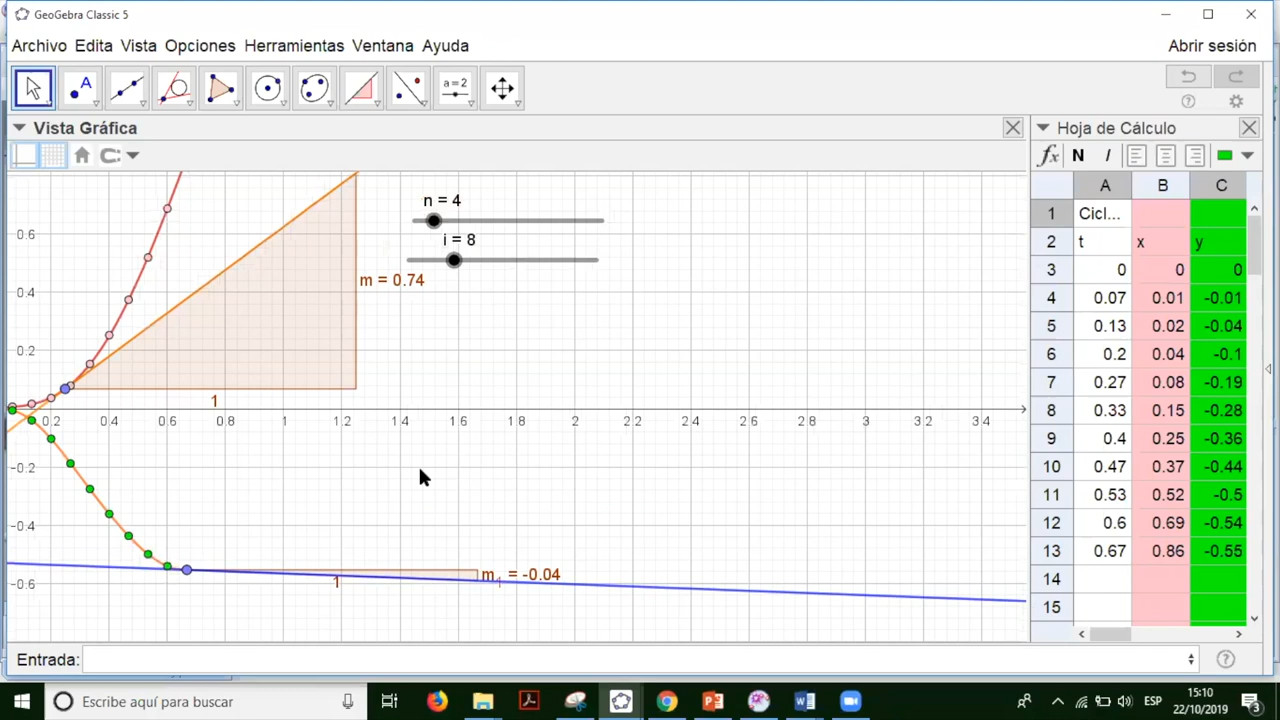 GeoGebra Classic 5
Archivo Edita Vista Opciones Herramientas Ventana Ayuda
Abrir sesión
A
a=2
Vista Gráfica
Hoja de Cálculo
fx N I
n = 4
i = 8
m = 0.74
1
0.6
0.4
0.2
0.2 0.4 0.6 0.8 1 1.2 1.4 1.6 1.8 2 2.2 2.4 2.6 2.8 3 3.2 3.4
-0.2
-0.4
-0.6
1
m1 = -0.04
A B C
1 Cicl...
2 t x y
3 0 0 0
4 0.07 0.01 -0.01
5 0.13 0.02 -0.04
6 0.2 0.04 -0.1
7 0.27 0.08 -0.19
8 0.33 0.15 -0.28
9 0.4 0.25 -0.36
10 0.47 0.37 -0.44
11 0.53 0.52 -0.5
12 0.6 0.69 -0.54
13 0.67 0.86 -0.55
14
15
Entrada:
Escribe aquí para buscar
ESP
15:10
22/10/2019
3